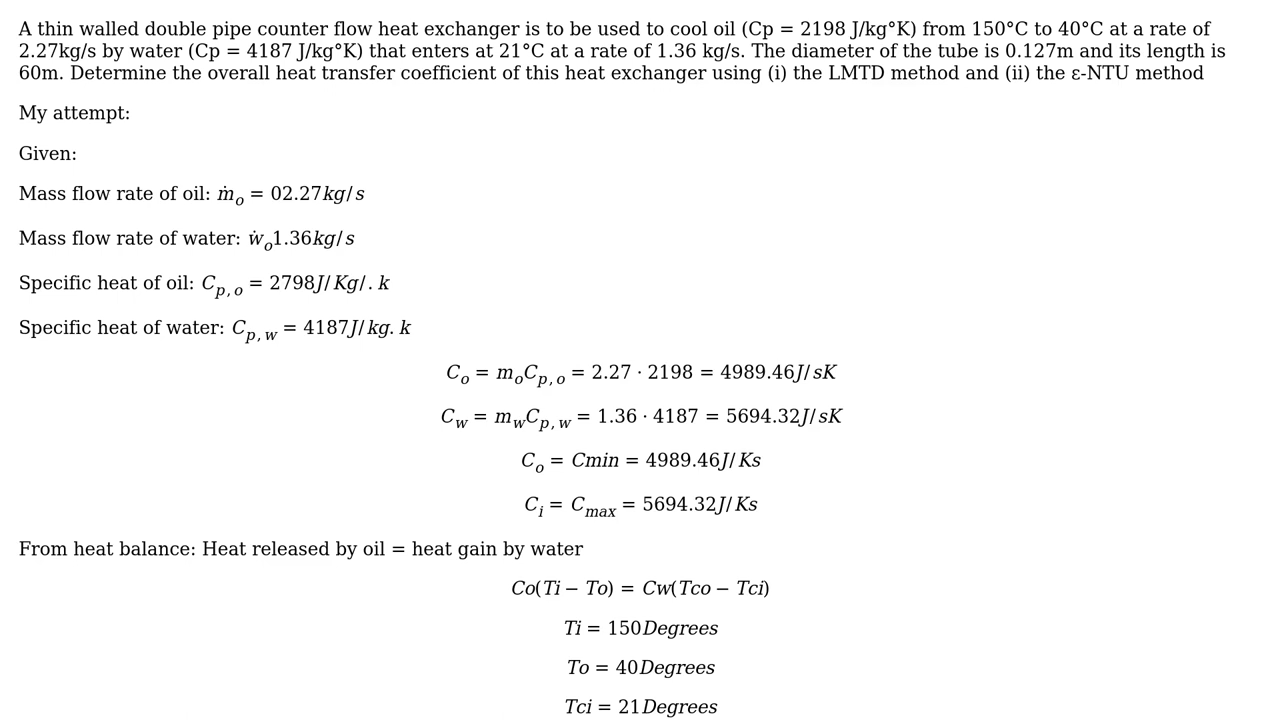 A thin walled double pipe counter flow heat exchanger is to be used to cool oil (Cp = 2198 J/kg°K) from 150°C to 40°C at a rate of
2.27kg/s by water (Cp = 4187 J/kg°K) that enters at 21°C at a rate of 1.36 kg/s. The diameter of the tube is 0.127m and its length is
60m. Determine the overall heat transfer coefficient of this heat exchanger using (i) the LMTD method and (ii) the ε-NTU method
My attempt:
Given:
Mass flow rate of oil: ṁ_o = 02.27kg/s
Mass flow rate of water: ẇ_o1.36kg/s
Specific heat of oil: C_{p,o} = 2798J/Kg/. k
Specific heat of water: C_{p,w} = 4187J/kg. k
C_o = m_oC_{p,o} = 2.27 · 2198 = 4989.46J/sK
C_w = m_wC_{p,w} = 1.36 · 4187 = 5694.32J/sK
C_o = Cmin = 4989.46J/Ks
C_i = C_{max} = 5694.32J/Ks
From heat balance: Heat released by oil = heat gain by water
Co(Ti − To) = Cw(Tco − Tci)
Ti = 150Degrees
To = 40Degrees
Tci = 21Degrees